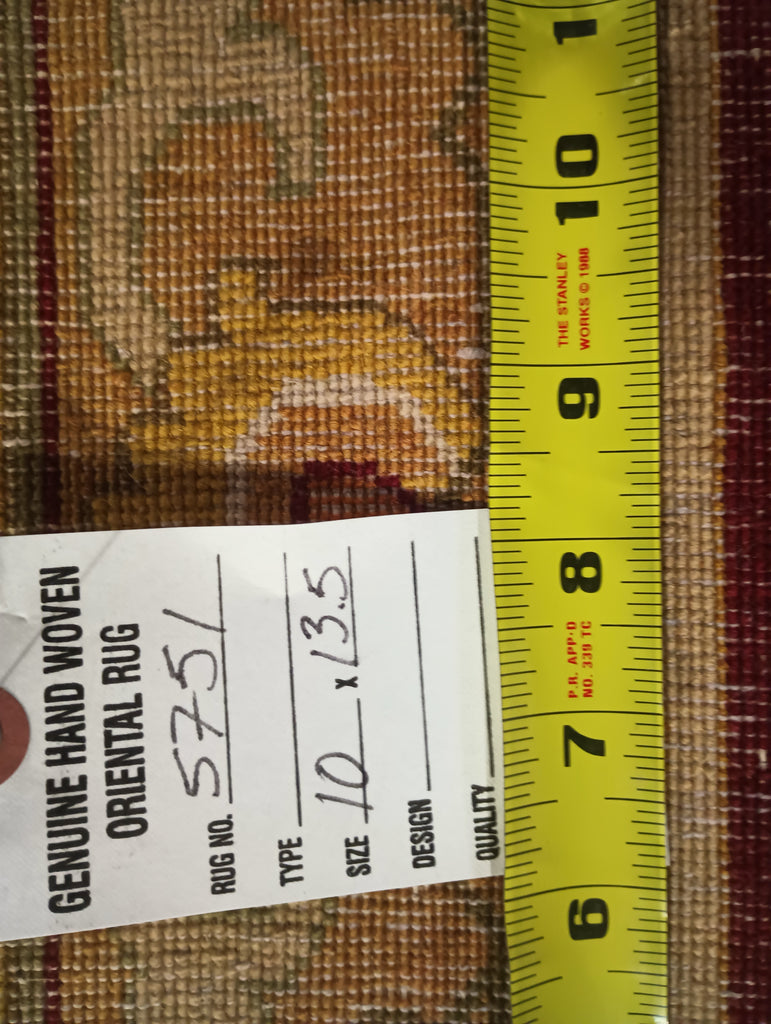 GENUINE HAND WOVEN
ORIENTAL RUG
RUG NO. 5751
TYPE
SIZE 10 x 13.5
DESIGN
QUALITY
6
7
P.R. APP·D
NO. 339 TC
8
9
THE STANLEY
WORKS © 1988
10
1